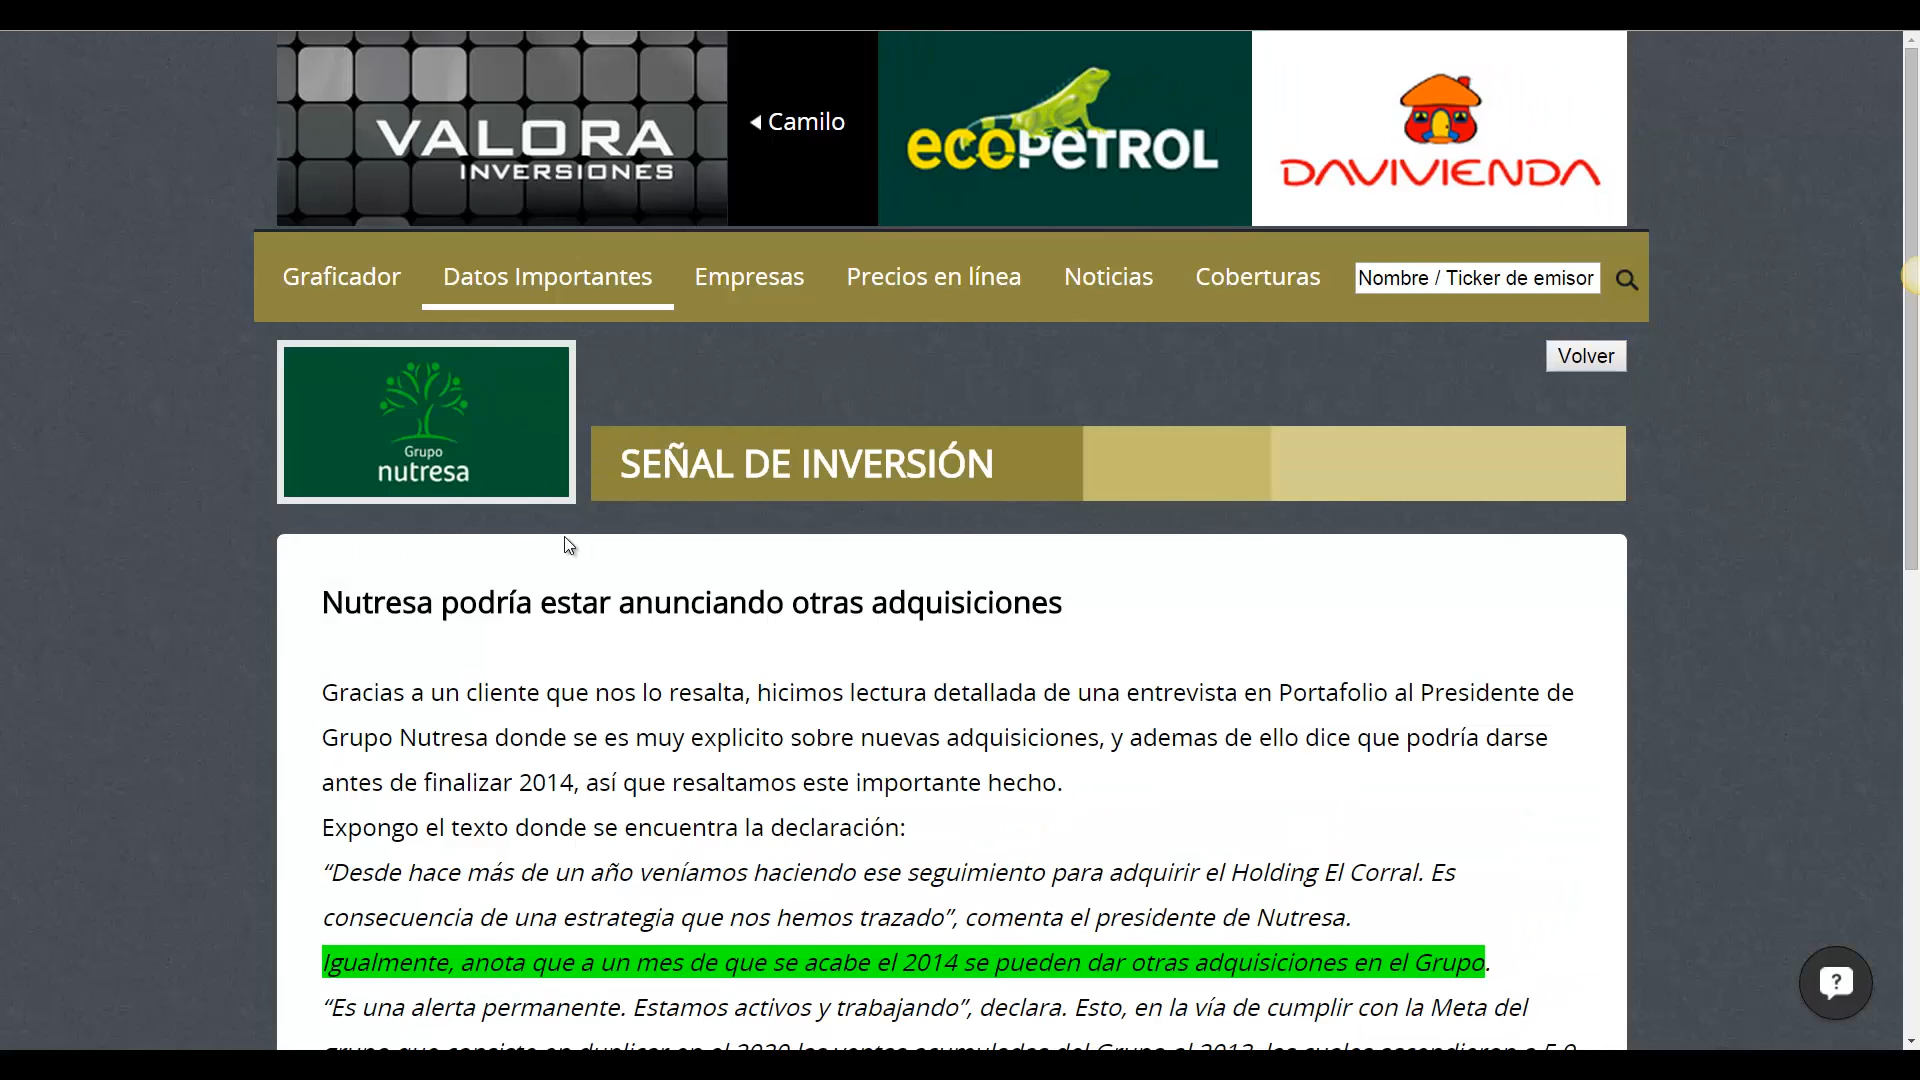 VALORA
INVERSIONES
Camilo
ecopetrol
DAVIVIENDA
Graficador
Datos Importantes
Empresas
Precios en línea
Noticias
Coberturas
Nombre / Ticker de emisor
Volver
Grupo
nutresa
SEÑAL DE INVERSIÓN
Nutresa podría estar anunciando otras adquisiciones
Gracias a un cliente que nos lo resalta, hicimos lectura detallada de una entrevista en Portafolio al Presidente de
Grupo Nutresa donde se es muy explicito sobre nuevas adquisiciones, y ademas de ello dice que podría darse
antes de finalizar 2014, así que resaltamos este importante hecho.
Expongo el texto donde se encuentra la declaración:
“Desde hace más de un año veníamos haciendo ese seguimiento para adquirir el Holding El Corral. Es
consecuencia de una estrategia que nos hemos trazado”, comenta el presidente de Nutresa.
Igualmente, anota que a un mes de que se acabe el 2014 se pueden dar otras adquisiciones en el Grupo.
“Es una alerta permanente. Estamos activos y trabajando”, declara. Esto, en la vía de cumplir con la Meta del